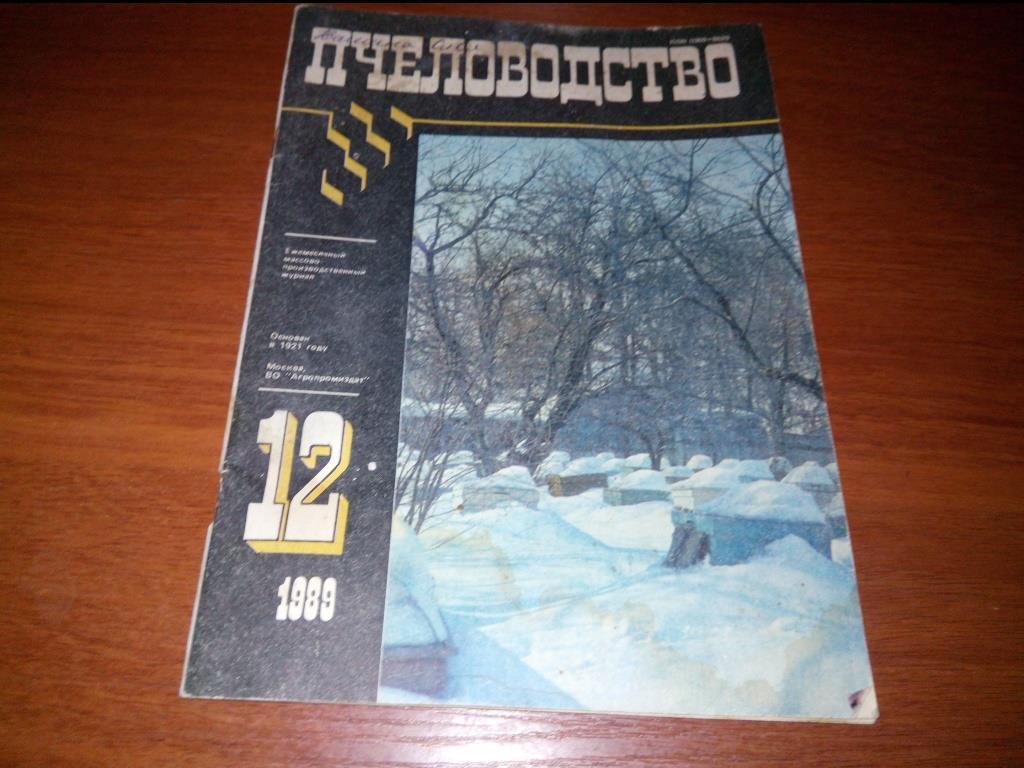 ПЧЕЛОВОДСТВО
Ежемесячный
массово-
производственный
журнал
Основан
в 1921 году
Москва,
ВО "Агропромиздат"
12
1989